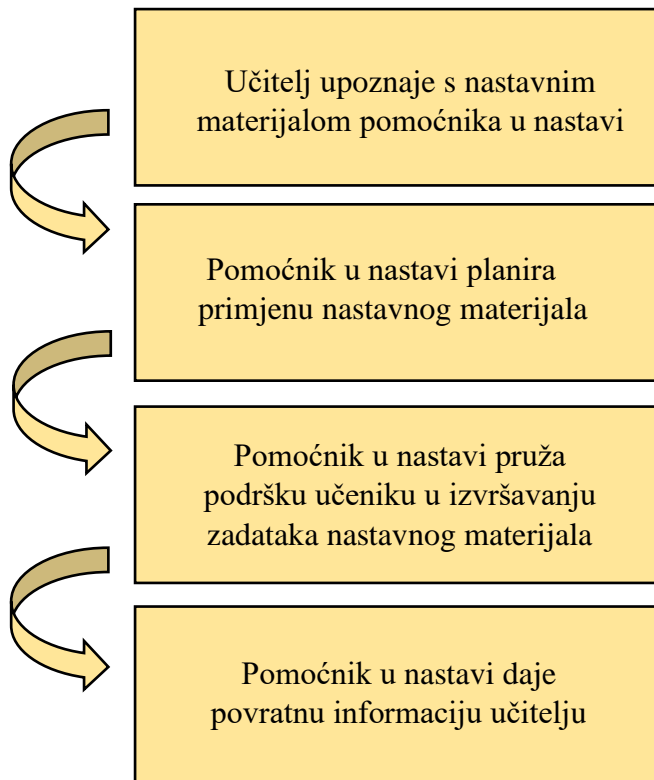 Učitelj upoznaje s nastavnim
materijalom pomoćnika u nastavi
Pomoćnik u nastavi planira
primjenu nastavnog materijala
Pomoćnik u nastavi pruža
podršku učeniku u izvršavanju
zadataka nastavnog materijala
Pomoćnik u nastavi daje
povratnu informaciju učitelju